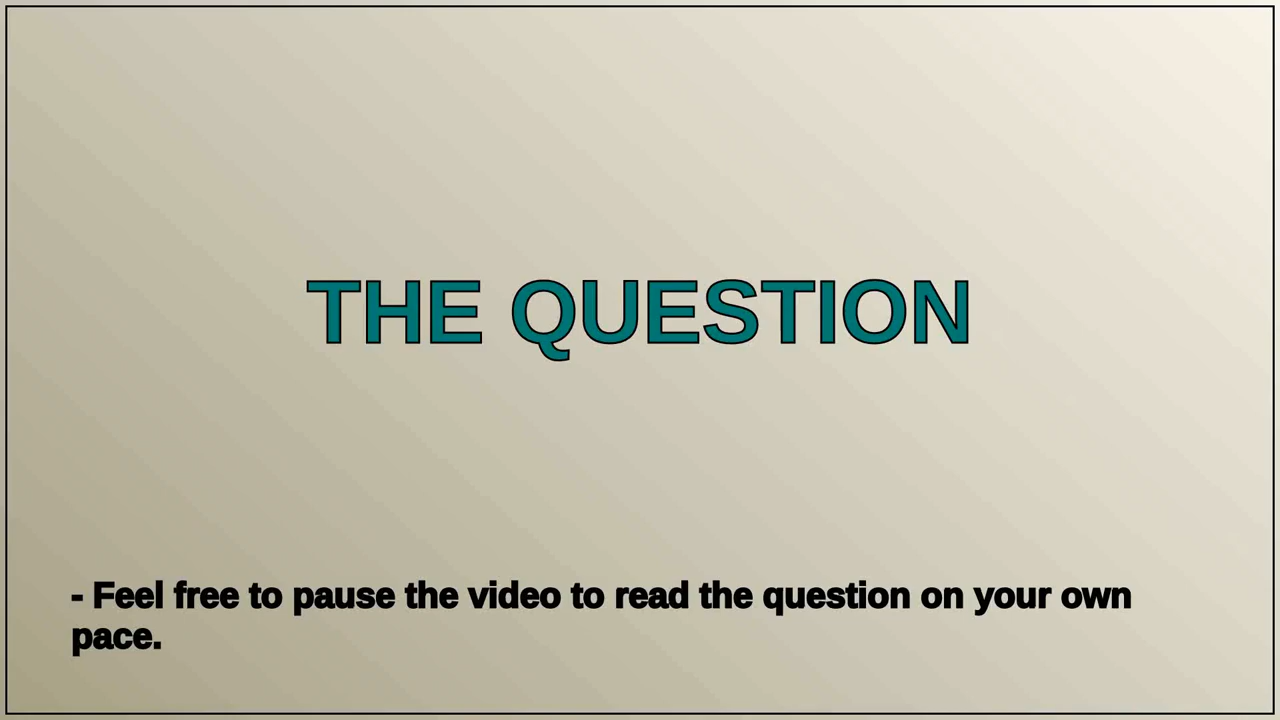 THE QUESTION
- Feel free to pause the video to read the question on your own
pace.